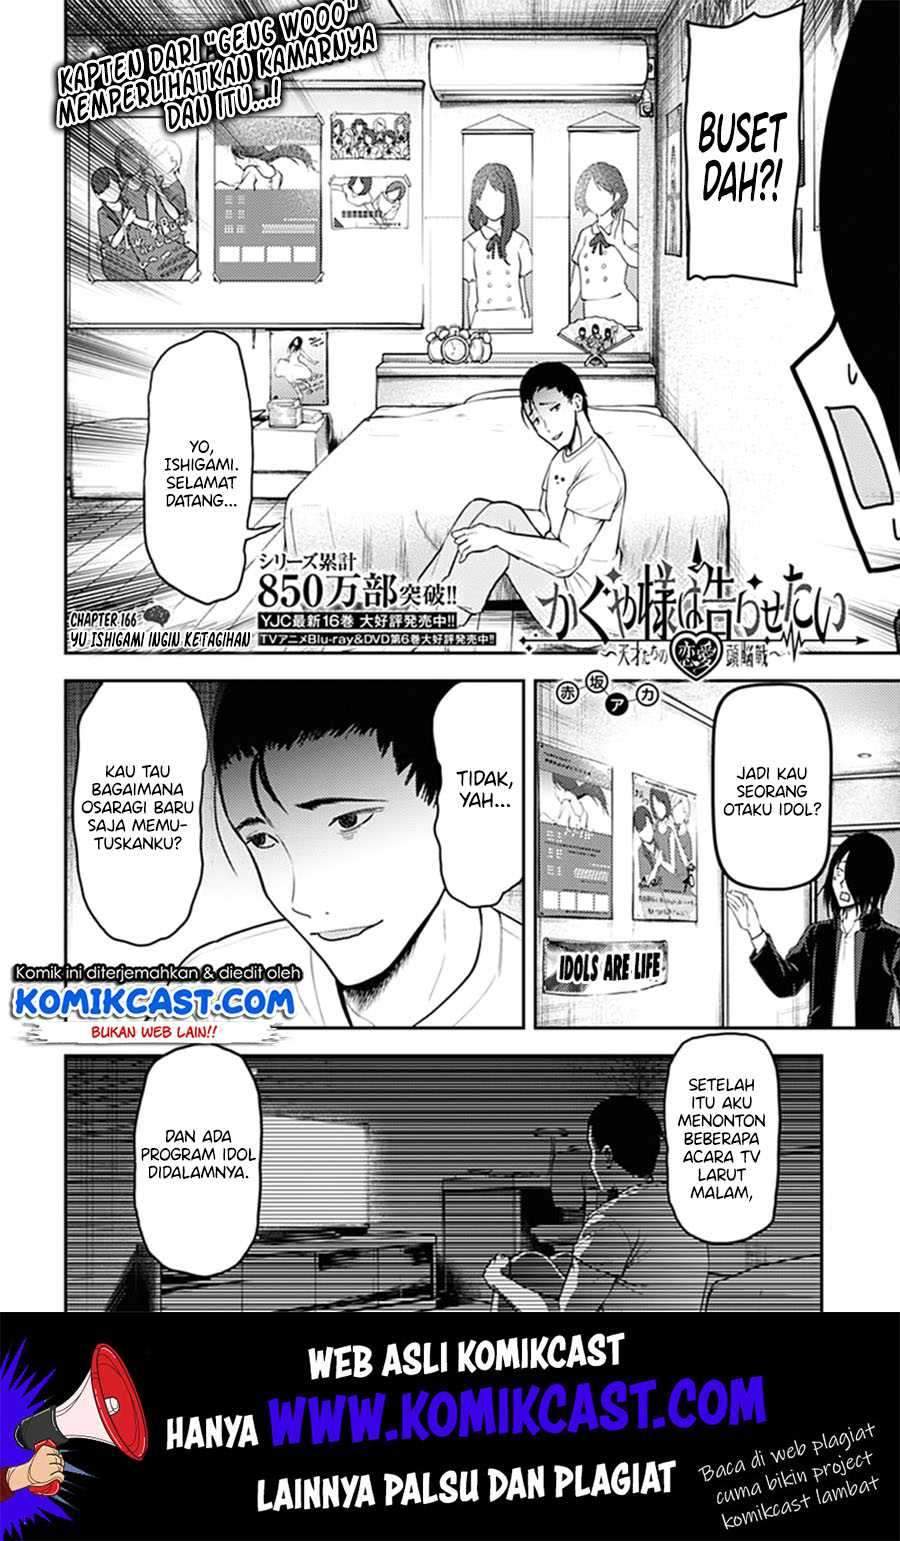 KAPTEN DARI "GENG WOOO"
MEMPERLIHATKAN KAMARNYA
DAN ITU...!
BUSET
DAH?!
YO,
ISHIGAMI.
SELAMAT
DATANG...
シリーズ累計
850万部突破!!
YJC最新16巻 大好評発売中!!
TVアニメBlu-ray&DVD第6巻大好評発売中!!
CHAPTER 166
YU ISHIGAMI INGIN KETAGIHAN
かぐや様は告らせたい
~天才たちの恋愛頭脳戦~
赤坂アカ
JADI KAU
SEORANG
OTAKU IDOL?
IDOLS ARE LIFE
TIDAK,
YAH...
KAU TAU
BAGAIMANA
OSARAGI BARU
SAJA MEMU-
TUSKANKU?
Komik ini diterjemahkan & diedit oleh
KOMIKCAST.COM
BUKAN WEB LAIN!!
SETELAH
ITU AKU
MENONTON
BEBERAPA
ACARA TV
LARUT
MALAM,
DAN ADA
PROGRAM IDOL
DIDALAMNYA.
WEB ASLI KOMIKCAST
HANYA WWW.KOMIKCAST.COM
LAINNYA PALSU DAN PLAGIAT
Baca di web plagiat
cuma bikin project
komikcast lambat